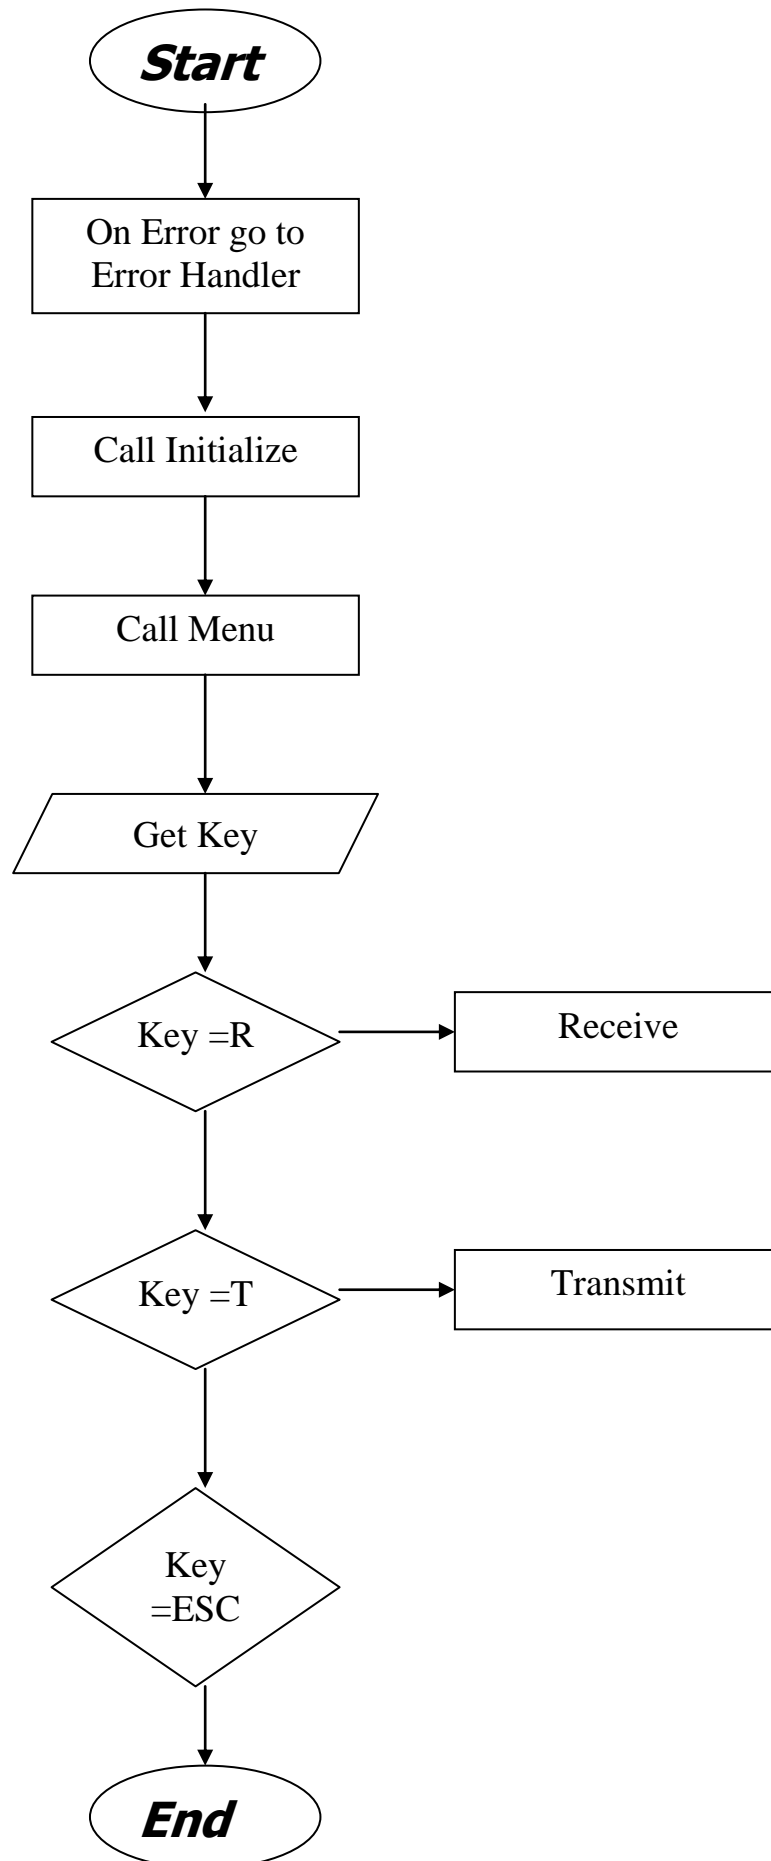 Start
On Error go to
Error Handler
Call Initialize
Call Menu
Get Key
Key =R
Receive
Key =T
Transmit
Key
=ESC
End